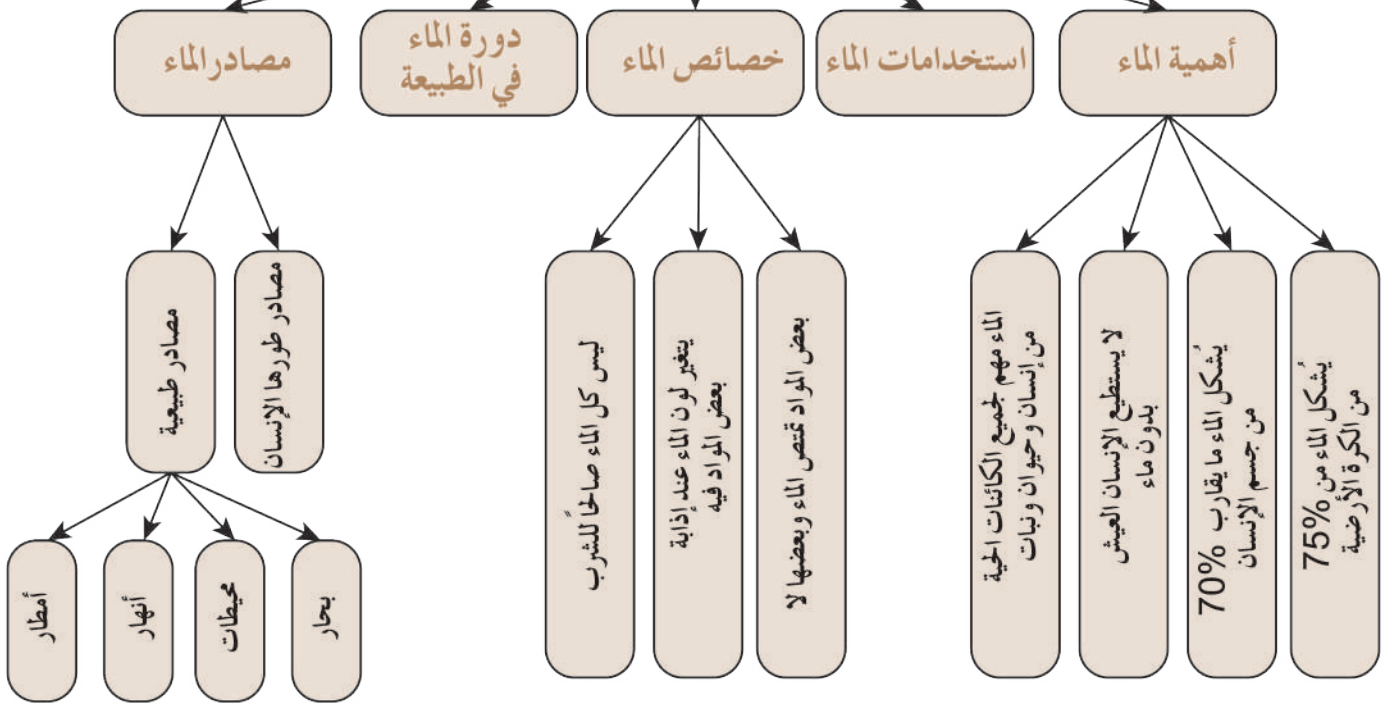 أهمية الماء
استخدامات الماء
خصائص الماء
دورة الماء
في الطبيعة
مصادر الماء
يُشكل الماء من 75%
من الكرة الأرضية
يُشكل الماء ما يقارب 70%
من جسم الإنسان
لا يستطيع الإنسان العيش
بدون ماء
الماء مهم لجميع الكائنات الحية
من إنسان و حيوان و نبات
بعض المواد تمتص الماء وبعضها لا
يتغير لون الماء عند إذابة
بعض المواد فيه
ليس كل الماء صالحاً للشرب
مصادر طورها الإنسان
مصادر طبيعية
بحار
محيطات
أنهار
أمطار